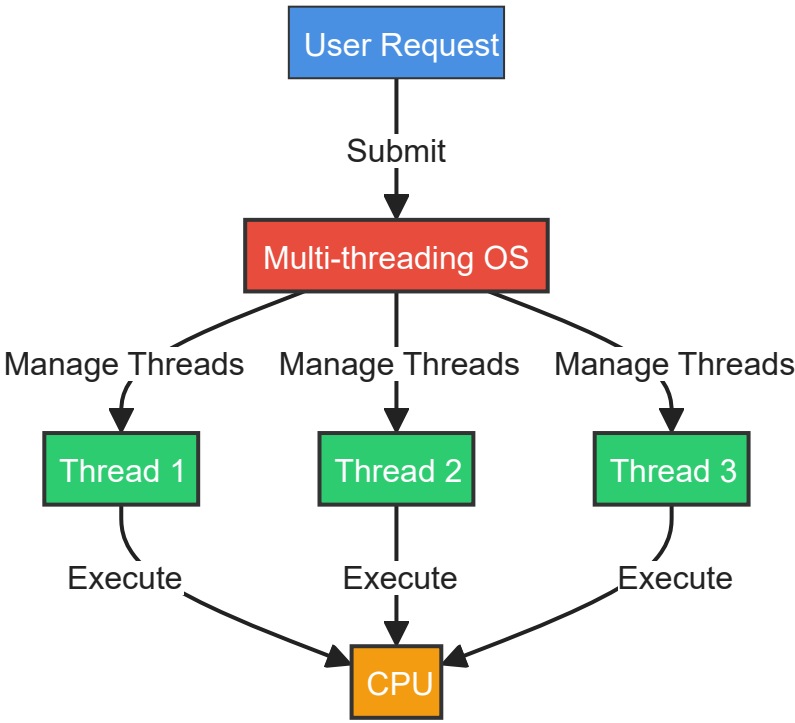 User Request
Submit
Multi-threading OS
Manage Threads
Manage Threads
Manage Threads
Thread 1
Thread 2
Thread 3
Execute
Execute
Execute
CPU